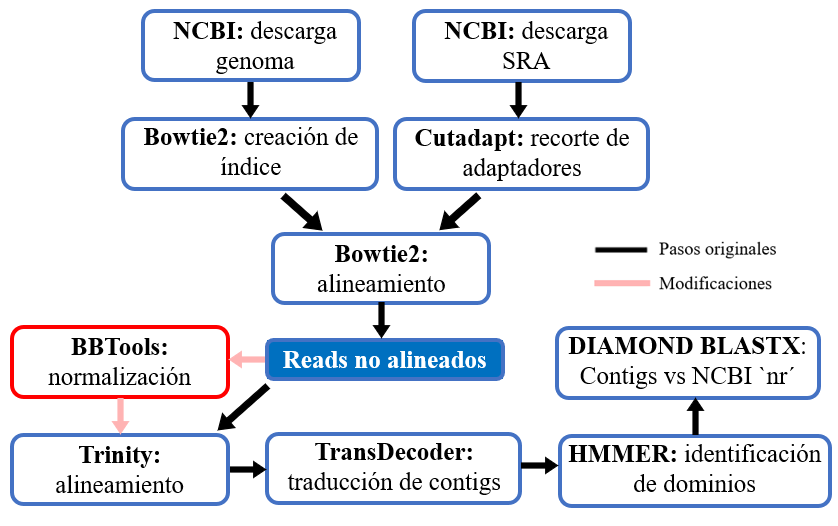 NCBI: descarga
genoma
NCBI: descarga
SRA
Bowtie2: creación de
índice
Cutadapt: recorte de
adaptadores
Bowtie2:
alineamiento
Pasos originales
Modificaciones
BBTools:
normalización
Reads no alineados
DIAMOND BLASTX:
Contigs vs NCBI `nr´
Trinity:
alineamiento
TransDecoder:
traducción de contigs
HMMER: identificación
de dominios